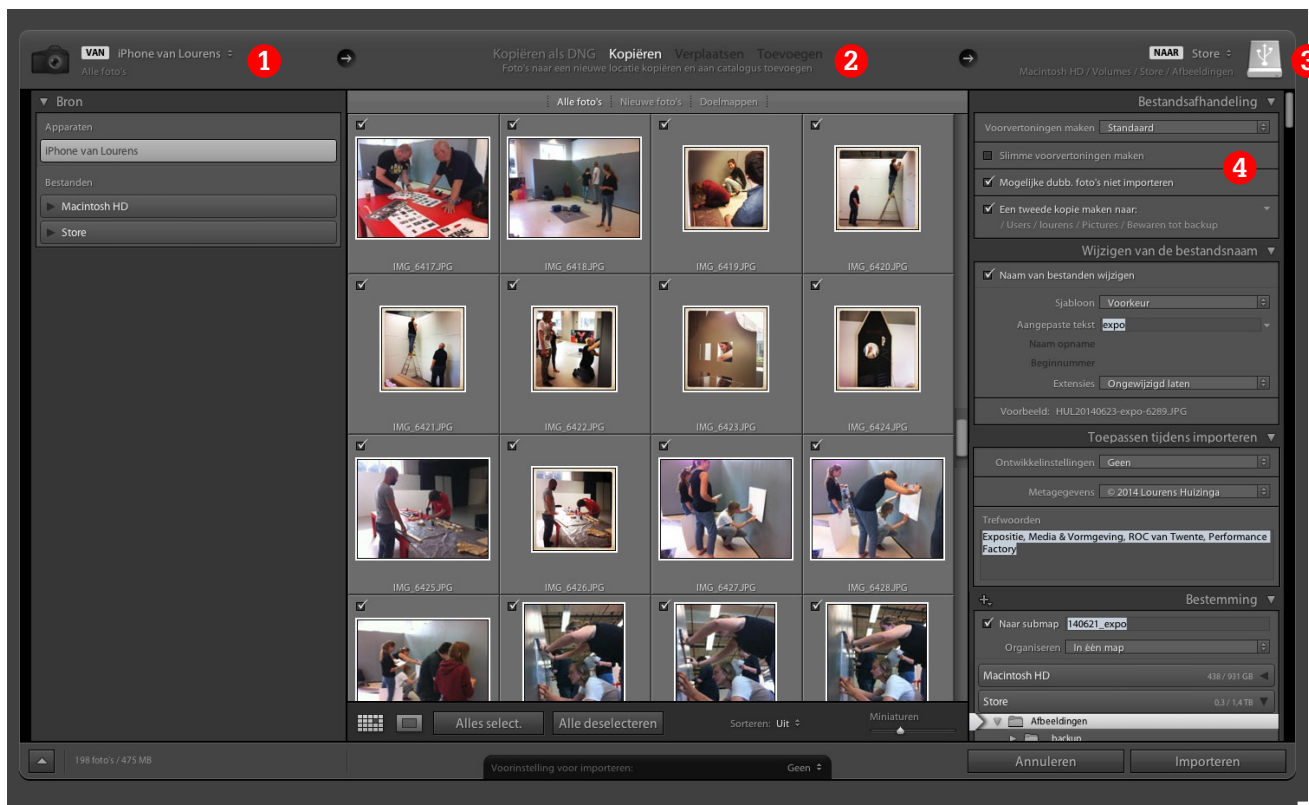 VAN iPhone van Lourens
Alle foto's
1
Kopiëren als DNG Kopiëren Verplaatsen Toevoegen
Foto's naar een nieuwe locatie kopiëren en aan catalogus toevoegen
2
NAAR Store
Macintosh HD / Volumes / Store / Afbeeldingen
3
Bron
Apparaten
iPhone van Lourens
Bestanden
Macintosh HD
Store
Alle foto's Nieuwe foto's Doelmappen
IMG_6417.JPG IMG_6418.JPG IMG_6419.JPG IMG_6420.JPG
IMG_6421.JPG IMG_6422.JPG IMG_6423.JPG IMG_6424.JPG
IMG_6425.JPG IMG_6426.JPG IMG_6427.JPG IMG_6428.JPG
Alles select. Alle deselecteren Sorteren: Uit Miniaturen
Bestandsafhandeling
Voorvertoningen maken Standaard
Slimme voorvertoningen maken
4
Mogelijke dubb. foto's niet importeren
Een tweede kopie maken naar:
/ Users / lourens / Pictures / Bewaren tot backup
Wijzigen van de bestandsnaam
Naam van bestanden wijzigen
Sjabloon Voorkeur
Aangepaste tekst expo
Naam opname
Beginnummer
Extensies Ongewijzigd laten
Voorbeeld: HUL20140623-expo-6289.JPG
Toepassen tijdens importeren
Ontwikkelinstellingen Geen
Metagegevens © 2014 Lourens Huizinga
Trefwoorden
Expositie, Media & Vormgeving, ROC van Twente, Performance
Factory
Bestemming
Naar submap 140621_expo
Organiseren In één map
Macintosh HD 438 / 931 GB
Store 0,3 / 1,4 TB
Afbeeldingen
backup
198 foto's / 475 MB
Voorinstelling voor importeren: Geen
Annuleren Importeren